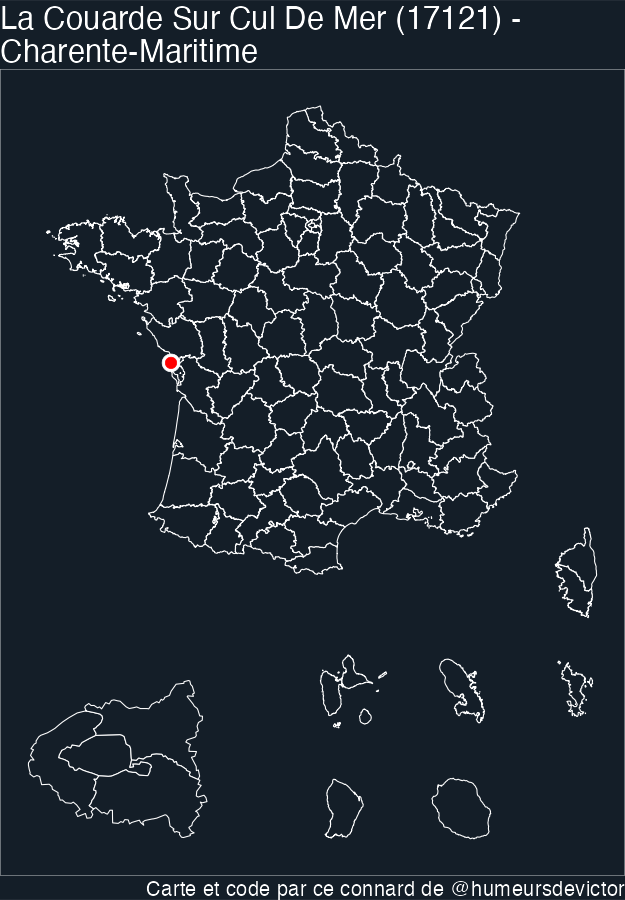 La Couarde Sur Cul De Mer (17121) -
Charente-Maritime
Carte et code par ce connard de @humeursdevictor